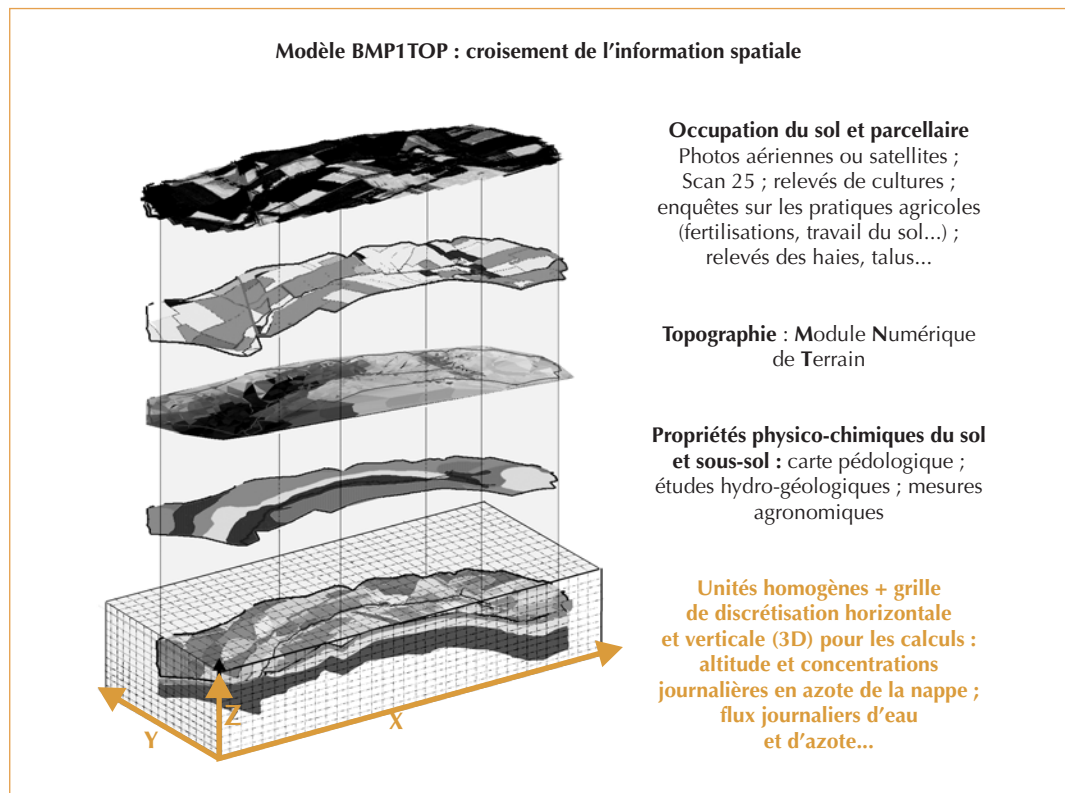 Modèle BMP1TOP : croisement de l’information spatiale
Occupation du sol et parcellaire
Photos aériennes ou satellites ;
Scan 25 ; relevés de cultures ;
enquêtes sur les pratiques agricoles
(fertilisations, travail du sol...) ;
relevés des haies, talus...
Topographie : Module Numérique
de Terrain
Propriétés physico-chimiques du sol
et sous-sol : carte pédologique ;
études hydro-géologiques ; mesures
agronomiques
Unités homogènes + grille
de discrétisation horizontale
et verticale (3D) pour les calculs :
altitude et concentrations
journalières en azote de la nappe ;
flux journaliers d’eau
et d’azote...
Y
Z
X